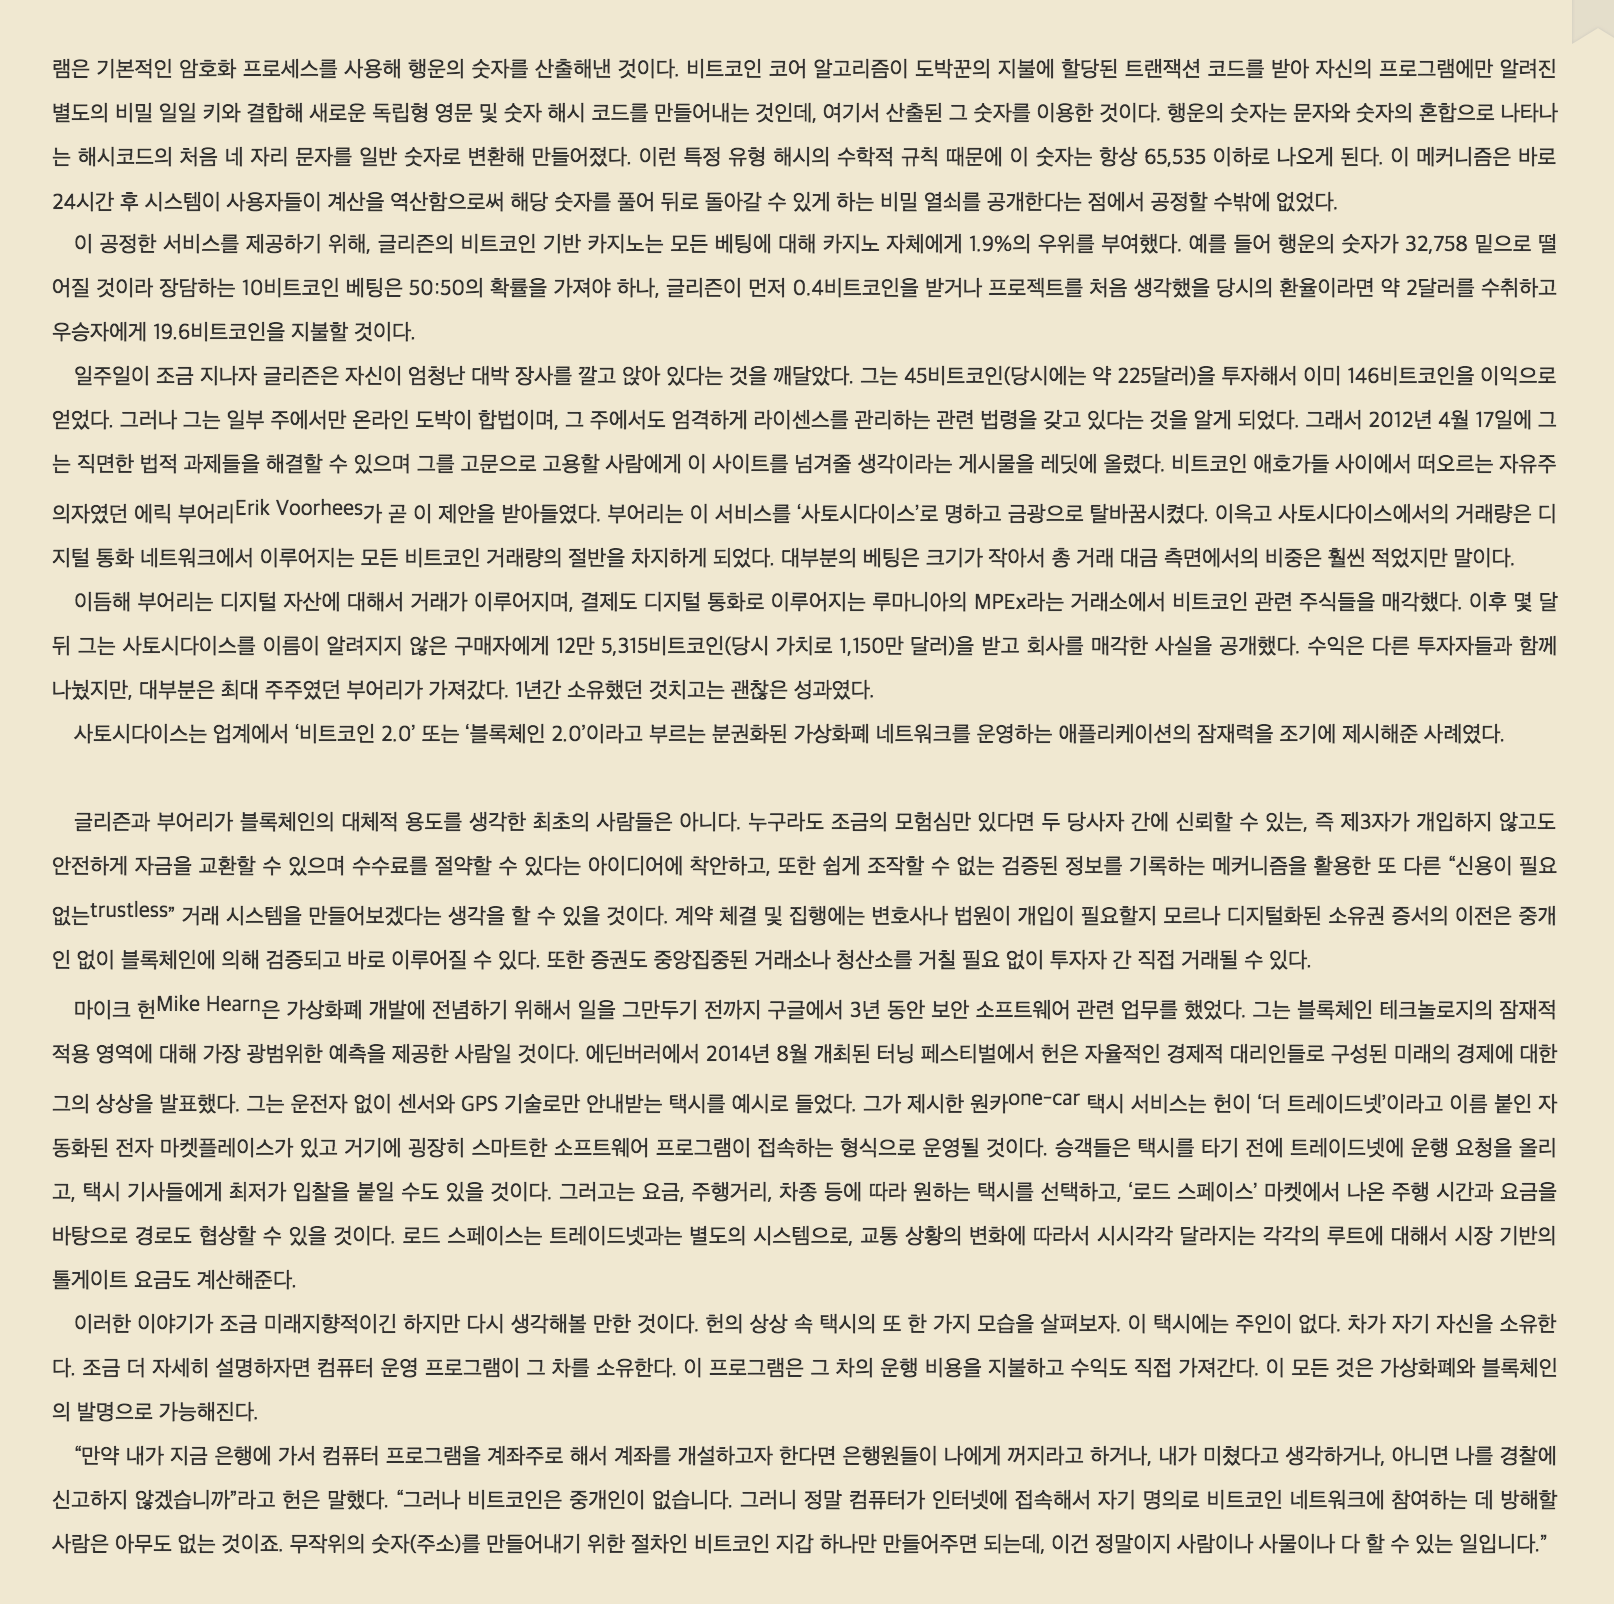 램은 기본적인 암호화 프로세스를 사용해 행운의 숫자를 산출해낸 것이다. 비트코인 코어 알고리즘이 도박꾼의 지불에 할당된 트랜잭션 코드를 받아 자신의 프로그램에만 알려진
별도의 비밀 일일 키와 결합해 새로운 독립형 영문 및 숫자 해시 코드를 만들어내는 것인데, 여기서 산출된 그 숫자를 이용한 것이다. 행운의 숫자는 문자와 숫자의 혼합으로 나타나
는 해시코드의 처음 네 자리 문자를 일반 숫자로 변환해 만들어졌다. 이런 특정 유형 해시의 수학적 규칙 때문에 이 숫자는 항상 65,535 이하로 나오게 된다. 이 메커니즘은 바로
24시간 후 시스템이 사용자들이 계산을 역산함으로써 해당 숫자를 풀어 뒤로 돌아갈 수 있게 하는 비밀 열쇠를 공개한다는 점에서 공정할 수밖에 없었다.
이 공정한 서비스를 제공하기 위해, 글리즌의 비트코인 기반 카지노는 모든 베팅에 대해 카지노 자체에게 1.9%의 우위를 부여했다. 예를 들어 행운의 숫자가 32,758 밑으로 떨
어질 것이라 장담하는 10비트코인 베팅은 50:50의 확률을 가져야 하나, 글리즌이 먼저 0.4비트코인을 받거나 프로젝트를 처음 생각했을 당시의 환율이라면 약 2달러를 수취하고
우승자에게 19.6비트코인을 지불할 것이다.
일주일이 조금 지나자 글리즌은 자신이 엄청난 대박 장사를 깔고 앉아 있다는 것을 깨달았다. 그는 45비트코인(당시에는 약 225달러)을 투자해서 이미 146비트코인을 이익으로
얻었다. 그러나 그는 일부 주에서만 온라인 도박이 합법이며, 그 주에서도 엄격하게 라이센스를 관리하는 관련 법령을 갖고 있다는 것을 알게 되었다. 그래서 2012년 4월 17일에 그
는 직면한 법적 과제들을 해결할 수 있으며 그를 고문으로 고용할 사람에게 이 사이트를 넘겨줄 생각이라는 게시물을 레딧에 올렸다. 비트코인 애호가들 사이에서 떠오르는 자유주
의자였던 에릭 부어리Erik Voorhees가 곧 이 제안을 받아들였다. 부어리는 이 서비스를 ‘사토시다이스’로 명하고 금광으로 탈바꿈시켰다. 이윽고 사토시다이스에서의 거래량은 디
지털 통화 네트워크에서 이루어지는 모든 비트코인 거래량의 절반을 차지하게 되었다. 대부분의 베팅은 크기가 작아서 총 거래 대금 측면에서의 비중은 훨씬 적었지만 말이다.
이듬해 부어리는 디지털 자산에 대해서 거래가 이루어지며, 결제도 디지털 통화로 이루어지는 루마니아의 MPEx라는 거래소에서 비트코인 관련 주식들을 매각했다. 이후 몇 달
뒤 그는 사토시다이스를 이름이 알려지지 않은 구매자에게 12만 5,315비트코인(당시 가치로 1,150만 달러)을 받고 회사를 매각한 사실을 공개했다. 수익은 다른 투자자들과 함께
나눴지만, 대부분은 최대 주주였던 부어리가 가져갔다. 1년간 소유했던 것치고는 괜찮은 성과였다.
사토시다이스는 업계에서 ‘비트코인 2.0’ 또는 ‘블록체인 2.0’이라고 부르는 분권화된 가상화폐 네트워크를 운영하는 애플리케이션의 잠재력을 조기에 제시해준 사례였다.
글리즌과 부어리가 블록체인의 대체적 용도를 생각한 최초의 사람들은 아니다. 누구라도 조금의 모험심만 있다면 두 당사자 간에 신뢰할 수 있는, 즉 제3자가 개입하지 않고도
안전하게 자금을 교환할 수 있으며 수수료를 절약할 수 있다는 아이디어에 착안하고, 또한 쉽게 조작할 수 없는 검증된 정보를 기록하는 메커니즘을 활용한 또 다른 “신용이 필요
없는trustless” 거래 시스템을 만들어보겠다는 생각을 할 수 있을 것이다. 계약 체결 및 집행에는 변호사나 법원이 개입이 필요할지 모르나 디지털화된 소유권 증서의 이전은 중개
인 없이 블록체인에 의해 검증되고 바로 이루어질 수 있다. 또한 증권도 중앙집중된 거래소나 청산소를 거칠 필요 없이 투자자 간 직접 거래될 수 있다.
마이크 헌Mike Hearn은 가상화폐 개발에 전념하기 위해서 일을 그만두기 전까지 구글에서 3년 동안 보안 소프트웨어 관련 업무를 했었다. 그는 블록체인 테크놀로지의 잠재적
적용 영역에 대해 가장 광범위한 예측을 제공한 사람일 것이다. 에딘버러에서 2014년 8월 개최된 터닝 페스티벌에서 헌은 자율적인 경제적 대리인들로 구성된 미래의 경제에 대한
그의 상상을 발표했다. 그는 운전자 없이 센서와 GPS 기술로만 안내받는 택시를 예시로 들었다. 그가 제시한 원카one-car 택시 서비스는 헌이 ‘더 트레이드넷’이라고 이름 붙인 자
동화된 전자 마켓플레이스가 있고 거기에 굉장히 스마트한 소프트웨어 프로그램이 접속하는 형식으로 운영될 것이다. 승객들은 택시를 타기 전에 트레이드넷에 운행 요청을 올리
고, 택시 기사들에게 최저가 입찰을 붙일 수도 있을 것이다. 그러고는 요금, 주행거리, 차종 등에 따라 원하는 택시를 선택하고, ‘로드 스페이스’ 마켓에서 나온 주행 시간과 요금을
바탕으로 경로도 협상할 수 있을 것이다. 로드 스페이스는 트레이드넷과는 별도의 시스템으로, 교통 상황의 변화에 따라서 시시각각 달라지는 각각의 루트에 대해서 시장 기반의
톨게이트 요금도 계산해준다.
이러한 이야기가 조금 미래지향적이긴 하지만 다시 생각해볼 만한 것이다. 헌의 상상 속 택시의 또 한 가지 모습을 살펴보자. 이 택시에는 주인이 없다. 차가 자기 자신을 소유한
다. 조금 더 자세히 설명하자면 컴퓨터 운영 프로그램이 그 차를 소유한다. 이 프로그램은 그 차의 운행 비용을 지불하고 수익도 직접 가져간다. 이 모든 것은 가상화폐와 블록체인
의 발명으로 가능해진다.
“만약 내가 지금 은행에 가서 컴퓨터 프로그램을 계좌주로 해서 계좌를 개설하고자 한다면 은행원들이 나에게 꺼지라고 하거나, 내가 미쳤다고 생각하거나, 아니면 나를 경찰에
신고하지 않겠습니까”라고 헌은 말했다. “그러나 비트코인은 중개인이 없습니다. 그러니 정말 컴퓨터가 인터넷에 접속해서 자기 명의로 비트코인 네트워크에 참여하는 데 방해할
사람은 아무도 없는 것이죠. 무작위의 숫자(주소)를 만들어내기 위한 절차인 비트코인 지갑 하나만 만들어주면 되는데, 이건 정말이지 사람이나 사물이나 다 할 수 있는 일입니다.”